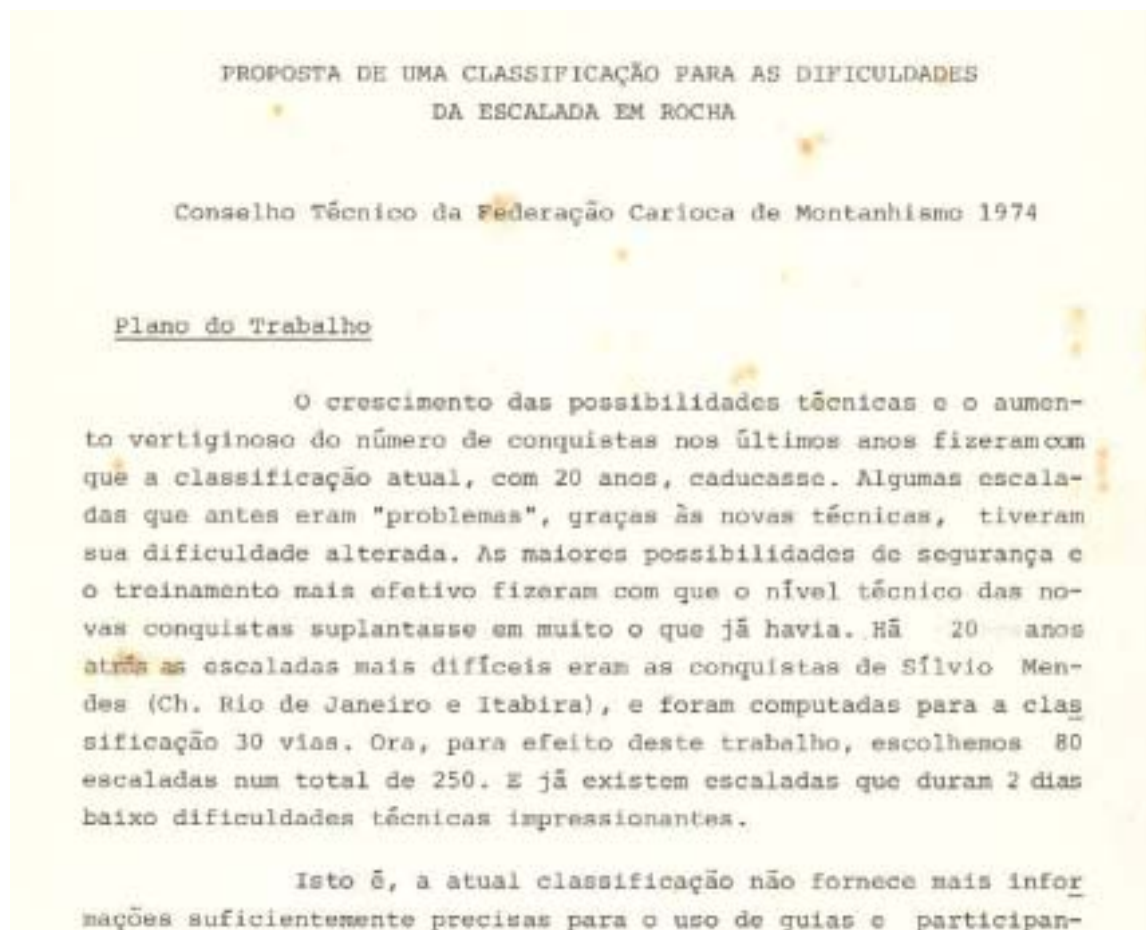 PROPOSTA DE UMA CLASSIFICAÇÃO PARA AS DIFICULDADES
DA ESCALADA EM ROCHA
Conselho Técnico da Federação Carioca de Montanhismo 1974
Plano do Trabalho
O crescimento das possibilidades técnicas e o aumen-
to vertiginoso do número de conquistas nos últimos anos fizeram com
que a classificação atual, com 20 anos, caducasse. Algumas escala-
das que antes eram "problemas", graças às novas técnicas, tiveram
sua dificuldade alterada. As maiores possibilidades de segurança e
o treinamento mais efetivo fizeram com que o nível técnico das no-
vas conquistas suplantasse em muito o que já havia. Há 20 anos
atrás as escaladas mais difíceis eram as conquistas de Sílvio Men-
des (Ch. Rio de Janeiro e Itabira), e foram computadas para a clas
sificação 30 vias. Ora, para efeito deste trabalho, escolhemos 80
escaladas num total de 250. E já existem escaladas que duram 2 dias
baixo dificuldades técnicas impressionantes.
Isto é, a atual classificação não fornece mais infor
mações suficientemente precisas para o uso de guias e participan-